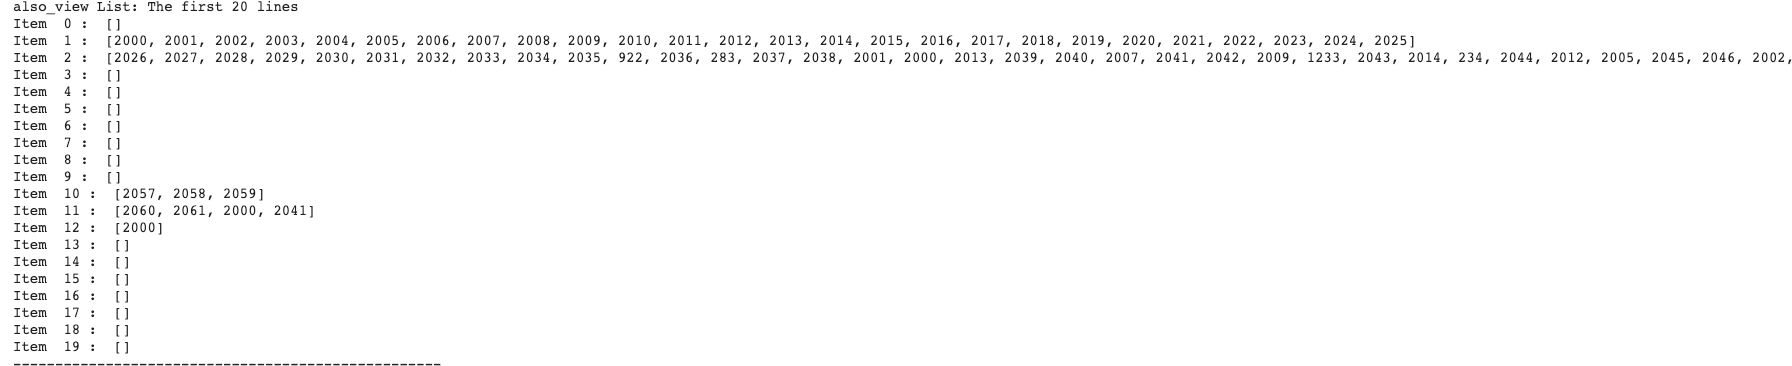 also_view List: The first 20 lines
Item  0 :  []
Item  1 :  [2000, 2001, 2002, 2003, 2004, 2005, 2006, 2007, 2008, 2009, 2010, 2011, 2012, 2013, 2014, 2015, 2016, 2017, 2018, 2019, 2020, 2021, 2022, 2023, 2024, 2025]
Item  2 :  [2026, 2027, 2028, 2029, 2030, 2031, 2032, 2033, 2034, 2035, 922, 2036, 283, 2037, 2038, 2001, 2000, 2013, 2039, 2040, 2007, 2041, 2042, 2009, 1233, 2043, 2014, 234, 2044, 2012, 2005, 2045, 2046, 2002,
Item  3 :  []
Item  4 :  []
Item  5 :  []
Item  6 :  []
Item  7 :  []
Item  8 :  []
Item  9 :  []
Item  10 :  [2057, 2058, 2059]
Item  11 :  [2060, 2061, 2000, 2041]
Item  12 :  [2000]
Item  13 :  []
Item  14 :  []
Item  15 :  []
Item  16 :  []
Item  17 :  []
Item  18 :  []
Item  19 :  []
---------------------------------------------------